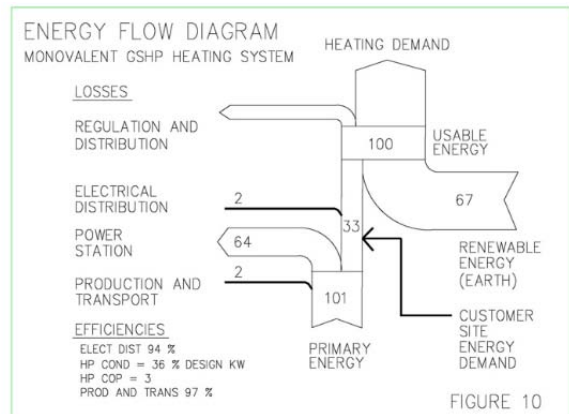 ENERGY FLOW DIAGRAM
MONOVALENT GSHP HEATING SYSTEM
HEATING DEMAND
LOSSES
REGULATION AND
DISTRIBUTION
100
USABLE
ENERGY
ELECTRICAL
DISTRIBUTION
2
67
33
POWER
STATION
64
RENEWABLE
ENERGY
(EARTH)
PRODUCTION AND
TRANSPORT
2
101
CUSTOMER
SITE
ENERGY
DEMAND
PRIMARY
ENERGY
EFFICIENCIES
ELECT DIST 94 %
HP COND = 36 % DESIGN KW
HP COP = 3
PROD AND TRANS 97 %
FIGURE 10